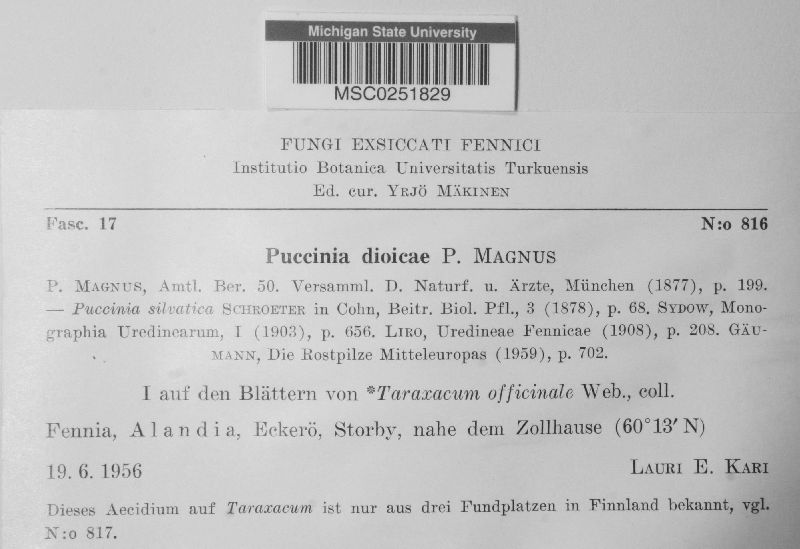 Michigan State University
MSC0251829
FUNGI EXSICCATI FENNICI
Institutio Botanica Universitatis Turkuensis
Ed. cur. YRJÖ MÄKINEN
Fasc. 17 N:o 816
Puccinia dioicae P. MAGNUS
P. MAGNUS, Amtl. Ber. 50. Versamml. D. Naturf. u. Ärzte, München (1877), p. 199.
— Puccinia silvatica SCHROETER in Cohn, Beitr. Biol. Pfl., 3 (1878), p. 68. SYDOW, Mono-
graphia Uredinearum, I (1903), p. 656. LIRO, Uredineae Fennicae (1908), p. 208. GÄU-
MANN, Die Rostpilze Mitteleuropas (1959), p. 702.
I auf den Blättern von *Taraxacum officinale Web., coll.
Fennia, Alandia, Eckerö, Storby, nahe dem Zollhause (60°13′ N)
19. 6. 1956 LAURI E. KARI
Dieses Aecidium auf Taraxacum ist nur aus drei Fundplatzen in Finnland bekannt, vgl.
N:o 817.